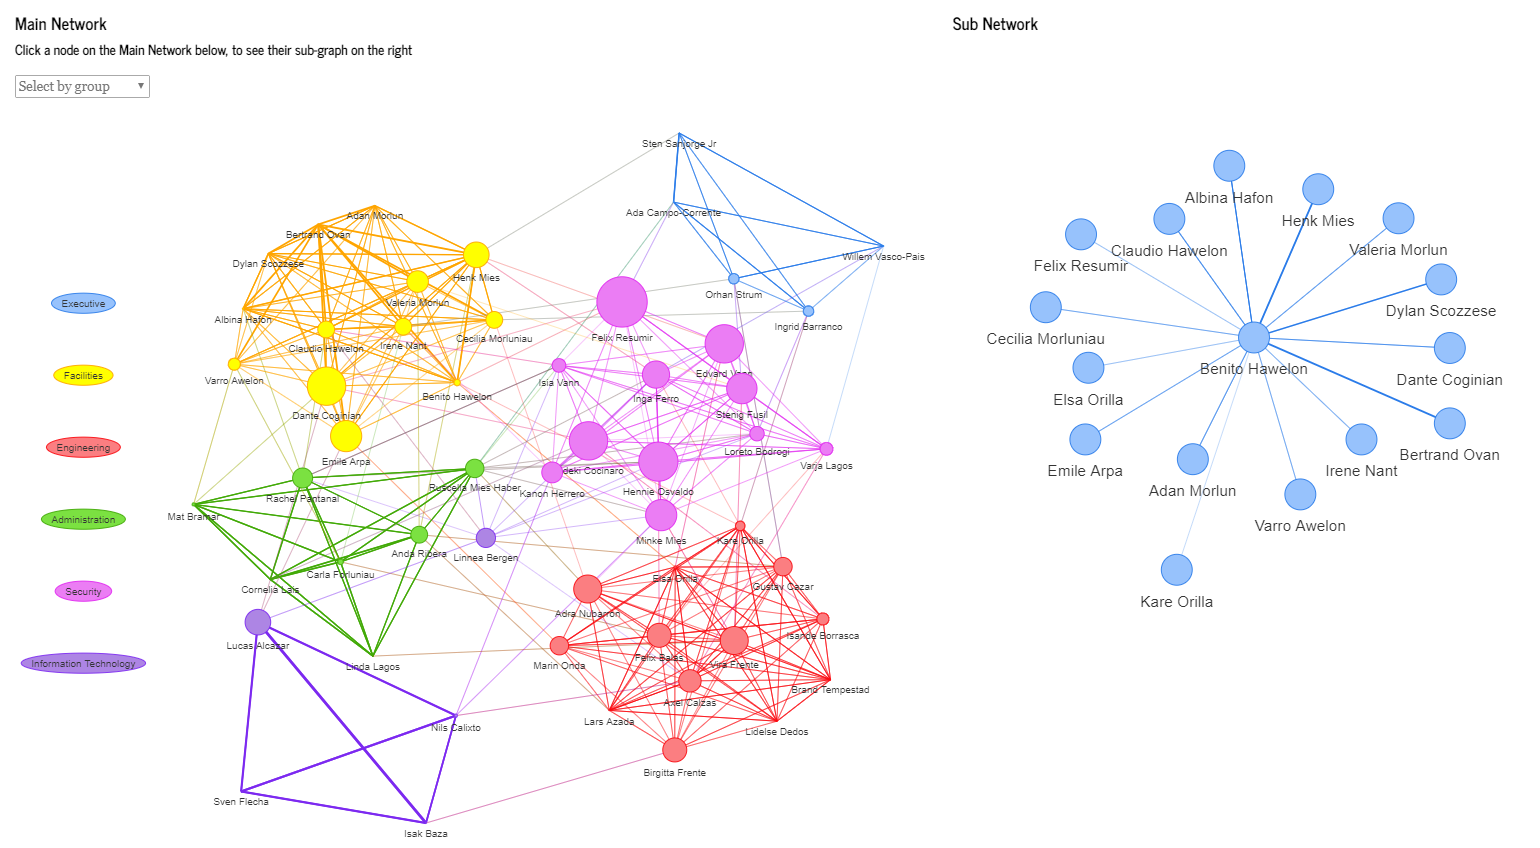 Main Network
Sub Network
Click a node on the Main Network below, to see their sub-graph on the right
Select by group
Executive
Facilities
Engineering
Administration
Security
Information Technology
Sten Sanjorge Jr
Ada Campo-Corrente
Willem Vasco-Pais
Orhan Strum
Ingrid Barranco
Adan Morlun
Bertrand Ovan
Dylan Scozzese
Henk Mies
Valeria Morlun
Albina Hafon
Claudio Hawelon
Irene Nant
Cecilia Morluniau
Varro Awelon
Benito Hawelon
Dante Coginian
Emile Arpa
Felix Resumir
Edvard Vann
Isia Vann
Inga Ferro
Stenig Fusil
Loreto Bodrogi
Varja Lagos
deki Cocinaro
Hennie Osvaldo
Kanon Herrero
Minke Mies
Ruscella Mies Haber
Rachel Pantanal
Mat Bramar
Anda Ribera
Carla Forluniau
Cornelia Lais
Linda Lagos
Linnea Bergen
Lucas Alcazar
Nils Calixto
Sven Flecha
Isak Baza
Kare Orilla
Elsa Orilla
Gustav Cazar
Adra Nubarron
Isande Borrasca
Felix Balas
Vira Frente
Marin Onda
Axel Calzas
Brand Tempestad
Lars Azada
Lidelse Dedos
Birgitta Frente
Albina Hafon
Henk Mies
Claudio Hawelon
Valeria Morlun
Felix Resumir
Dylan Scozzese
Cecilia Morluniau
Benito Hawelon
Dante Coginian
Elsa Orilla
Bertrand Ovan
Emile Arpa
Irene Nant
Adan Morlun
Varro Awelon
Kare Orilla